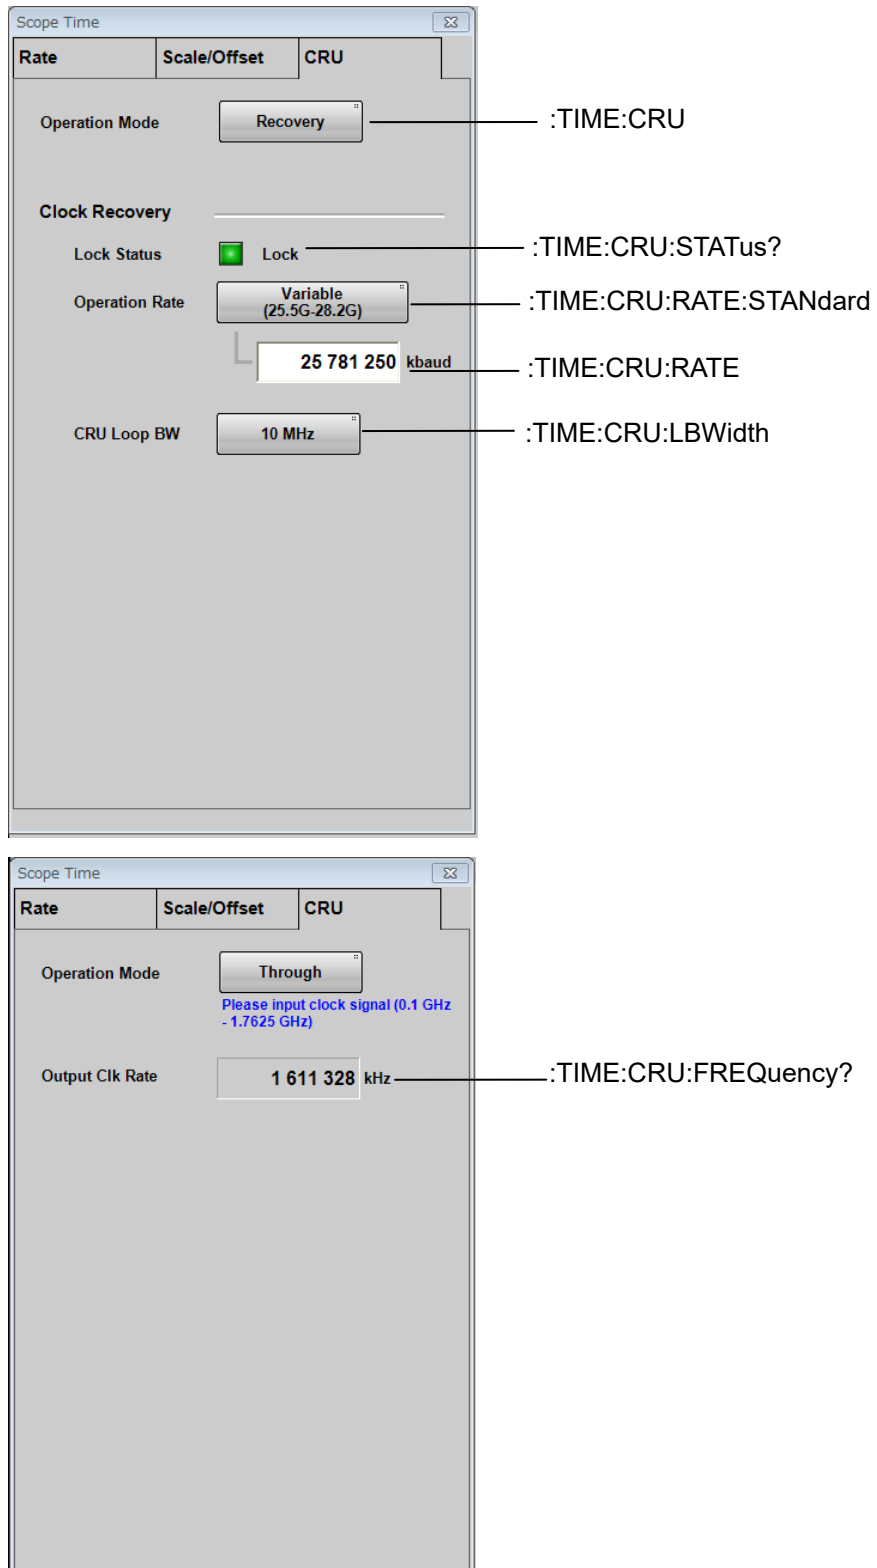 Scope Time
Rate Scale/Offset CRU
Operation Mode Recovery :TIME:CRU
Clock Recovery
Lock Status Lock :TIME:CRU:STATus?
Operation Rate Variable (25.5G-28.2G) :TIME:CRU:RATE:STANdard
25 781 250 kbaud :TIME:CRU:RATE
CRU Loop BW 10 MHz :TIME:CRU:LBWidth
Scope Time
Rate Scale/Offset CRU
Operation Mode Through
Please input clock signal (0.1 GHz
- 1.7625 GHz)
Output Clk Rate 1 611 328 kHz :TIME:CRU:FREQuency?